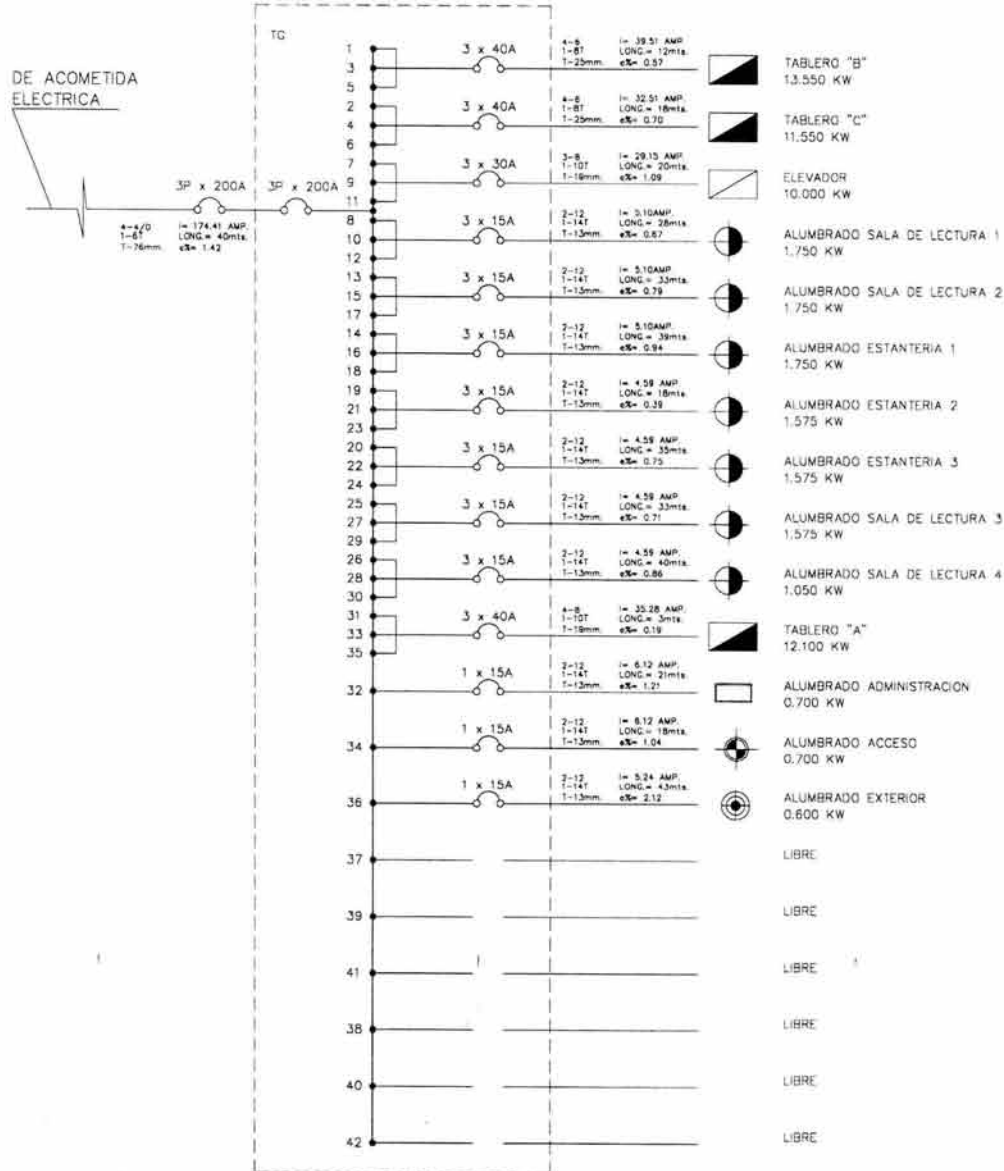 TG
DE ACOMETIDA
ELECTRICA
3P x 200A
3P x 200A
4-4/0 I= 174.41 AMP.
1-6T LONG.= 40mts.
T-76mm. e%= 1.42
1
3
5
3 x 40A
4-6 I= 39.51 AMP.
1-8T LONG.= 12mts.
T-25mm. e%= 0.57
TABLERO "B"
13.550 KW
2
4
6
3 x 40A
4-6 I= 32.51 AMP.
1-8T LONG.= 18mts.
T-25mm. e%= 0.70
TABLERO "C"
11.550 KW
7
9
11
3 x 30A
3-8 I= 29.15 AMP.
1-10T LONG.= 20mts.
T-19mm. e%= 1.09
ELEVADOR
10.000 KW
8
10
12
3 x 15A
2-12 I= 5.10AMP.
1-14T LONG.= 28mts.
T-13mm. e%= 0.67
ALUMBRADO SALA DE LECTURA 1
1.750 KW
13
15
17
3 x 15A
2-12 I= 5.10AMP.
1-14T LONG.= 33mts.
T-13mm. e%= 0.79
ALUMBRADO SALA DE LECTURA 2
1.750 KW
14
16
18
3 x 15A
2-12 I= 5.10AMP.
1-14T LONG.= 39mts.
T-13mm. e%= 0.94
ALUMBRADO ESTANTERIA 1
1.750 KW
19
21
23
3 x 15A
2-12 I= 4.59 AMP.
1-14T LONG.= 18mts.
T-13mm. e%= 0.39
ALUMBRADO ESTANTERIA 2
1.575 KW
20
22
24
3 x 15A
2-12 I= 4.59 AMP.
1-14T LONG.= 35mts.
T-13mm. e%= 0.75
ALUMBRADO ESTANTERIA 3
1.575 KW
25
27
29
3 x 15A
2-12 I= 4.59 AMP.
1-14T LONG.= 33mts.
T-13mm. e%= 0.71
ALUMBRADO SALA DE LECTURA 3
1.575 KW
26
28
30
3 x 15A
2-12 I= 4.59 AMP.
1-14T LONG.= 40mts.
T-13mm. e%= 0.86
ALUMBRADO SALA DE LECTURA 4
1.050 KW
31
33
35
3 x 40A
4-8 I= 35.28 AMP.
1-10T LONG.= 3mts.
T-19mm. e%= 0.19
TABLERO "A"
12.100 KW
32
1 x 15A
2-12 I= 6.12 AMP.
1-14T LONG.= 21mts.
T-13mm. e%= 1.21
ALUMBRADO ADMINISTRACION
0.700 KW
34
1 x 15A
2-12 I= 6.12 AMP.
1-14T LONG.= 18mts.
T-13mm. e%= 1.04
ALUMBRADO ACCESO
0.700 KW
36
1 x 15A
2-12 I= 5.24 AMP.
1-14T LONG.= 43mts.
T-13mm. e%= 2.12
ALUMBRADO EXTERIOR
0.600 KW
37 LIBRE
39 LIBRE
41 LIBRE
38 LIBRE
40 LIBRE
42 LIBRE